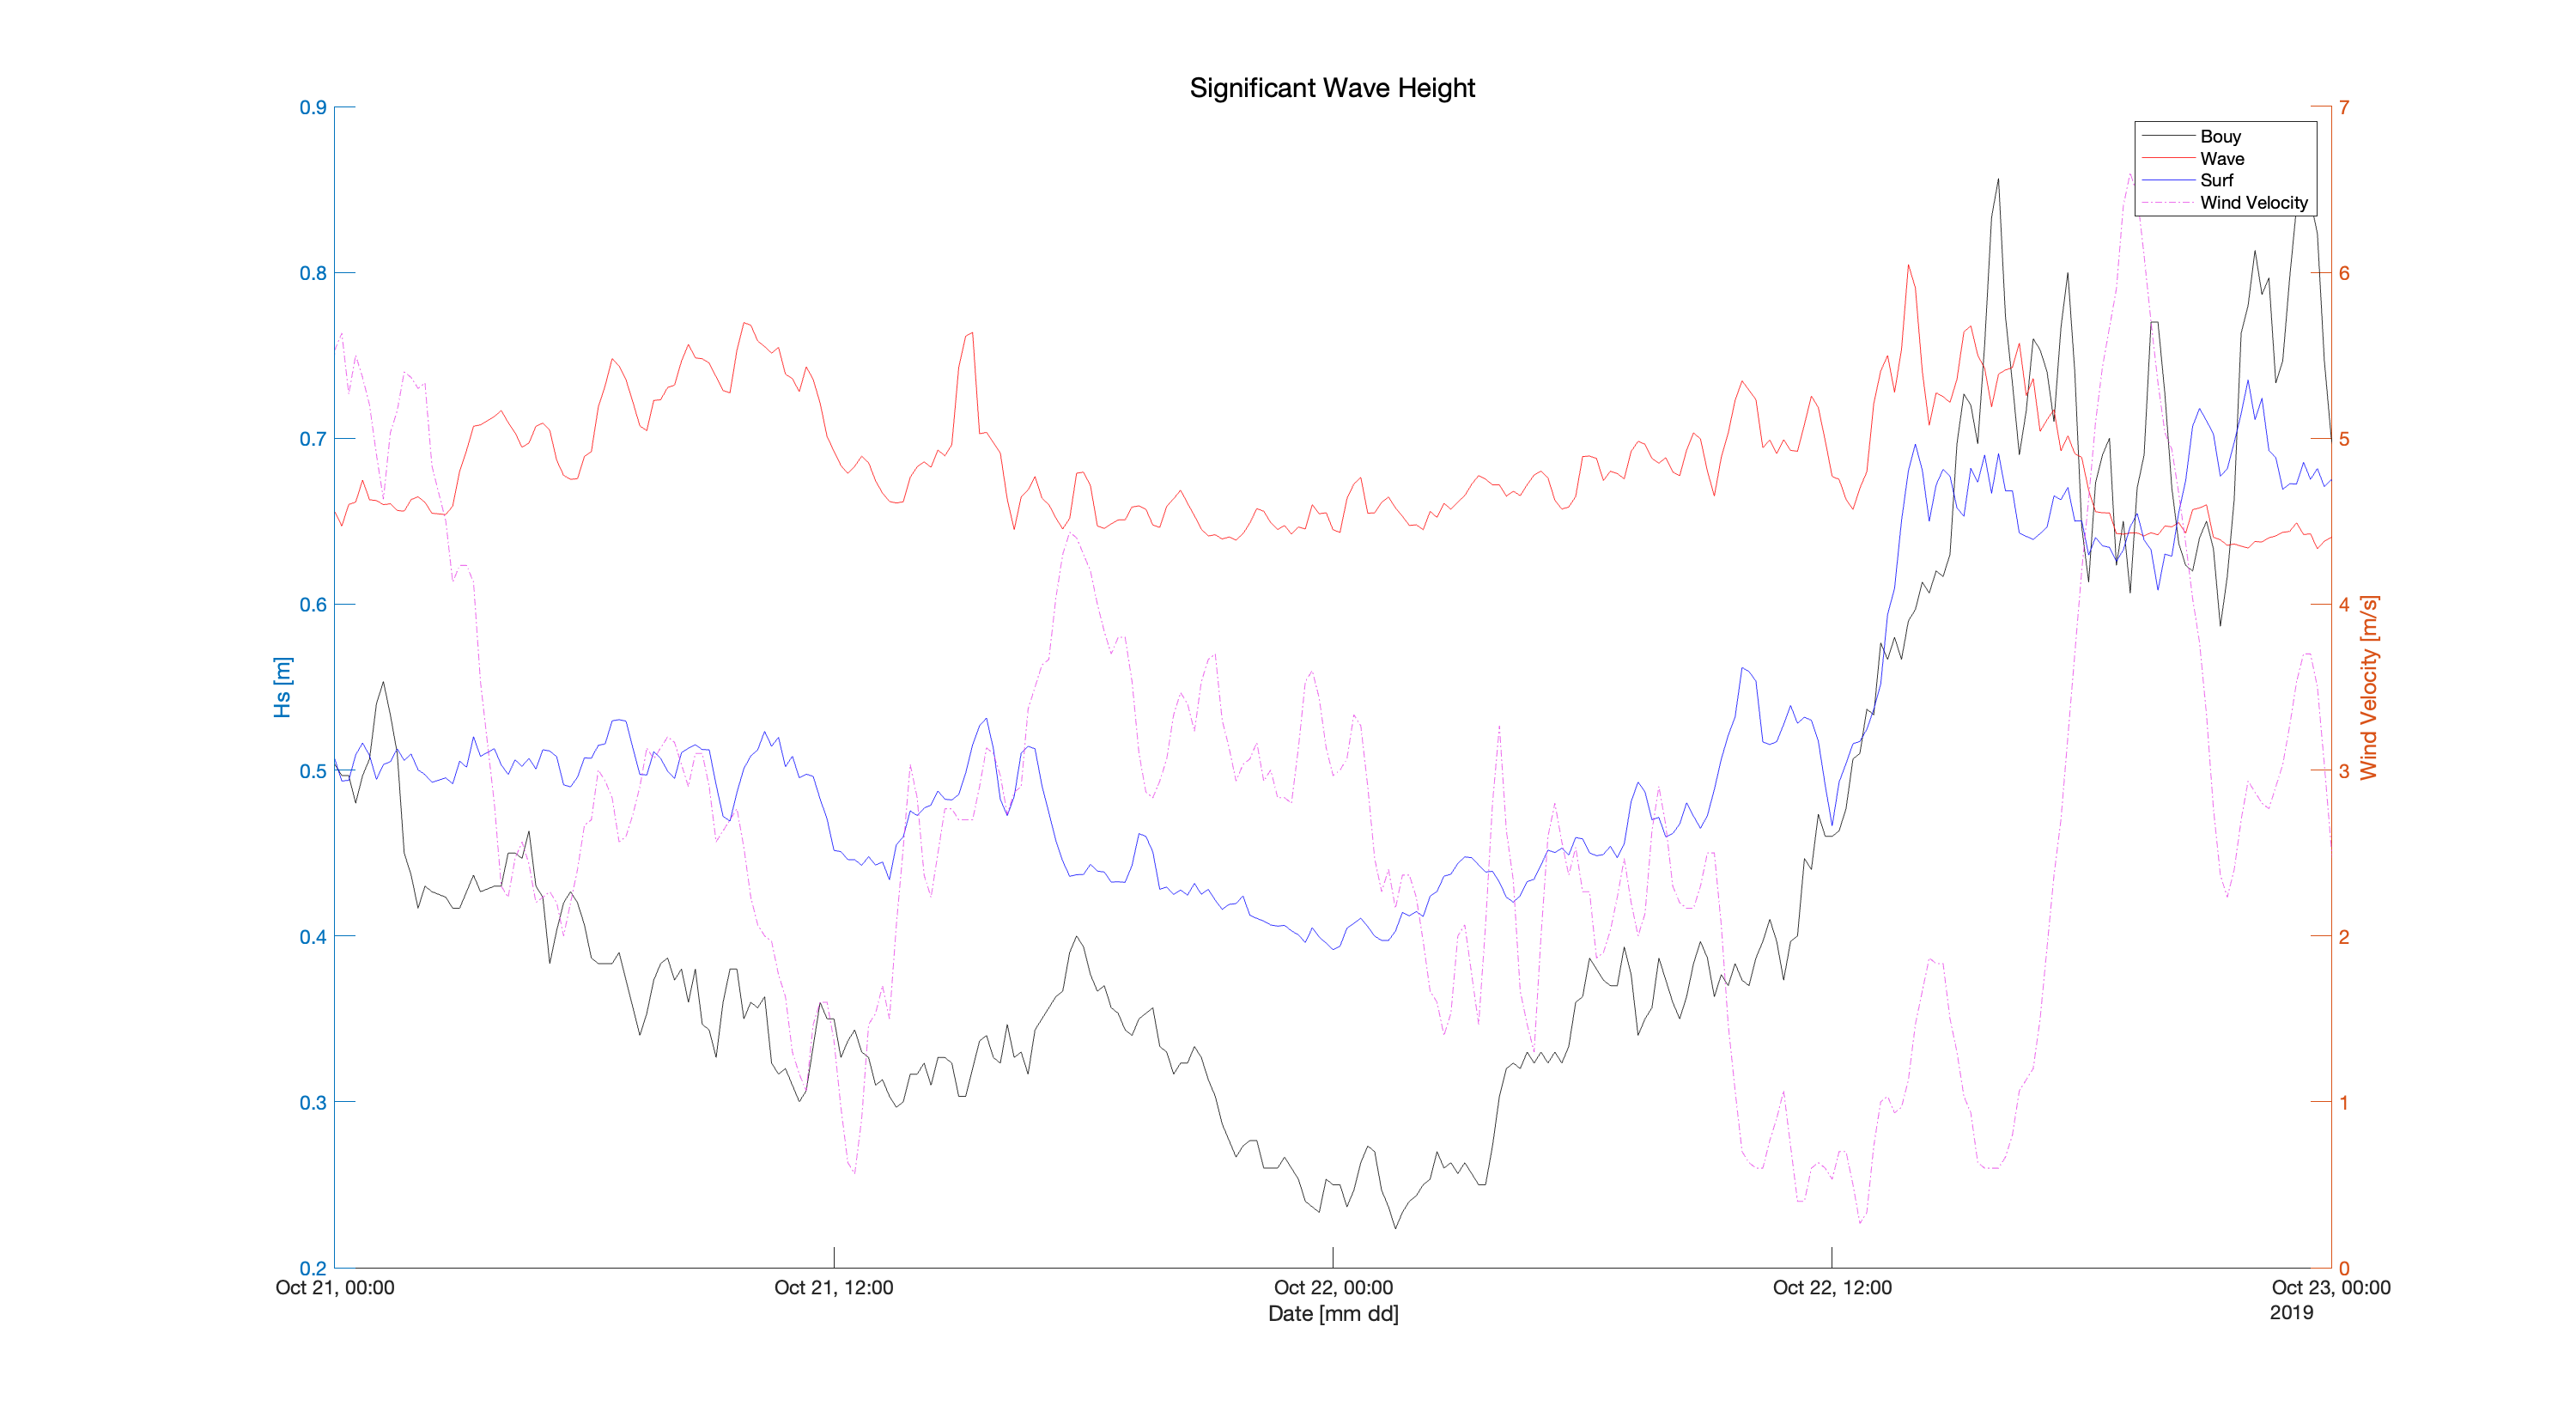 Significant Wave Height
0.9
0.8
0.7
0.6
0.5
0.4
0.3
0.2
Hs [m]
7
6
5
4
3
2
1
0
Wind Velocity [m/s]
Bouy
Wave
Surf
Wind Velocity
Oct 21, 00:00
Oct 21, 12:00
Oct 22, 00:00
Oct 22, 12:00
Oct 23, 00:00
2019
Date [mm dd]